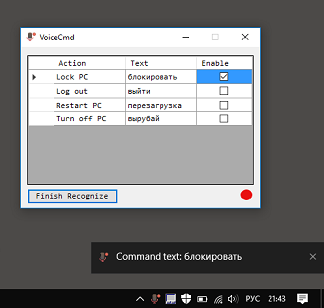 VoiceCmd
Action Text Enable
Lock PC блокировать
Log out выйти
Restart PC перезагрузка
Turn off PC вырубай
Finish Recognize
Command text: блокировать
РУС 21:43